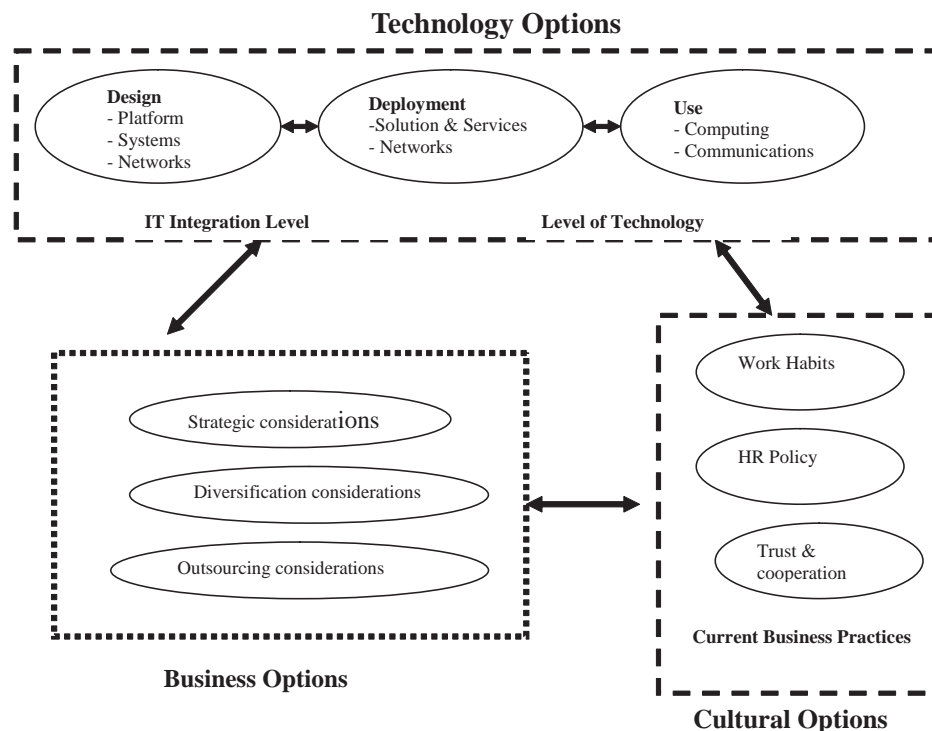 Technology Options
Design
- Platform
- Systems
- Networks
Deployment
-Solution & Services
- Networks
Use
- Computing
- Communications
IT Integration Level
Level of Technology
Strategic considerations
Diversification considerations
Outsourcing considerations
Business Options
Work Habits
HR Policy
Trust &
cooperation
Current Business Practices
Cultural Options